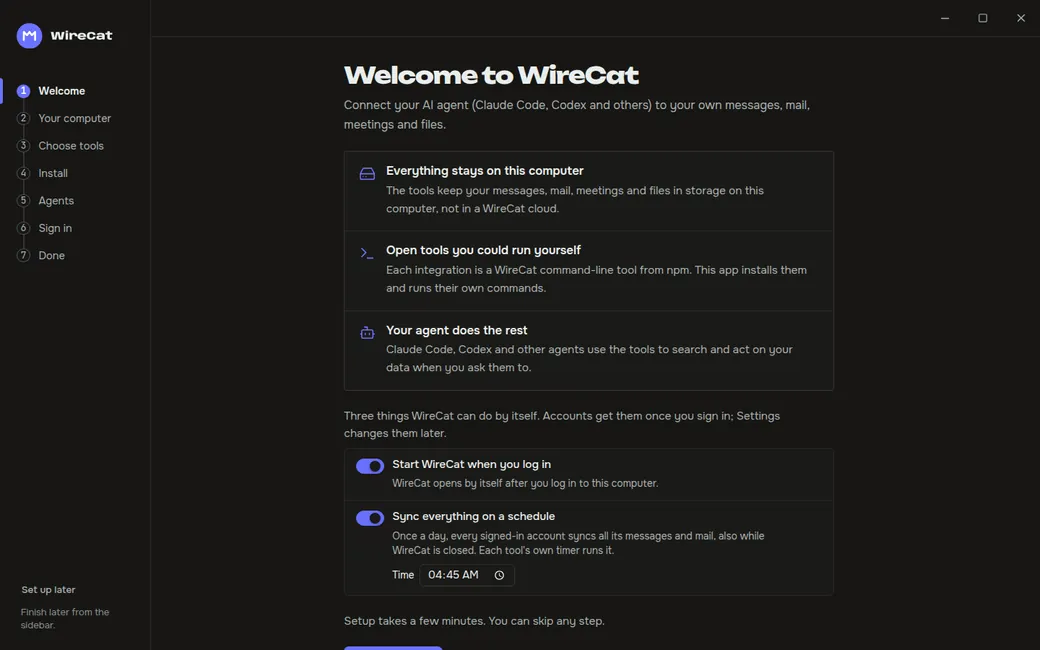 WireCat
1 Welcome
2 Your computer
3 Choose tools
4 Install
5 Agents
6 Sign in
7 Done
Set up later
Finish later from the
sidebar.
Welcome to WireCat
Connect your AI agent (Claude Code, Codex and others) to your own messages, mail,
meetings and files.
Everything stays on this computer
The tools keep your messages, mail, meetings and files in storage on this
computer, not in a WireCat cloud.
Open tools you could run yourself
Each integration is a WireCat command-line tool from npm. This app installs them
and runs their own commands.
Your agent does the rest
Claude Code, Codex and other agents use the tools to search and act on your
data when you ask them to.
Three things WireCat can do by itself. Accounts get them once you sign in; Settings
changes them later.
Start WireCat when you log in
WireCat opens by itself after you log in to this computer.
Sync everything on a schedule
Once a day, every signed-in account syncs all its messages and mail, also while
WireCat is closed. Each tool's own timer runs it.
Time 04:45 AM
Setup takes a few minutes. You can skip any step.